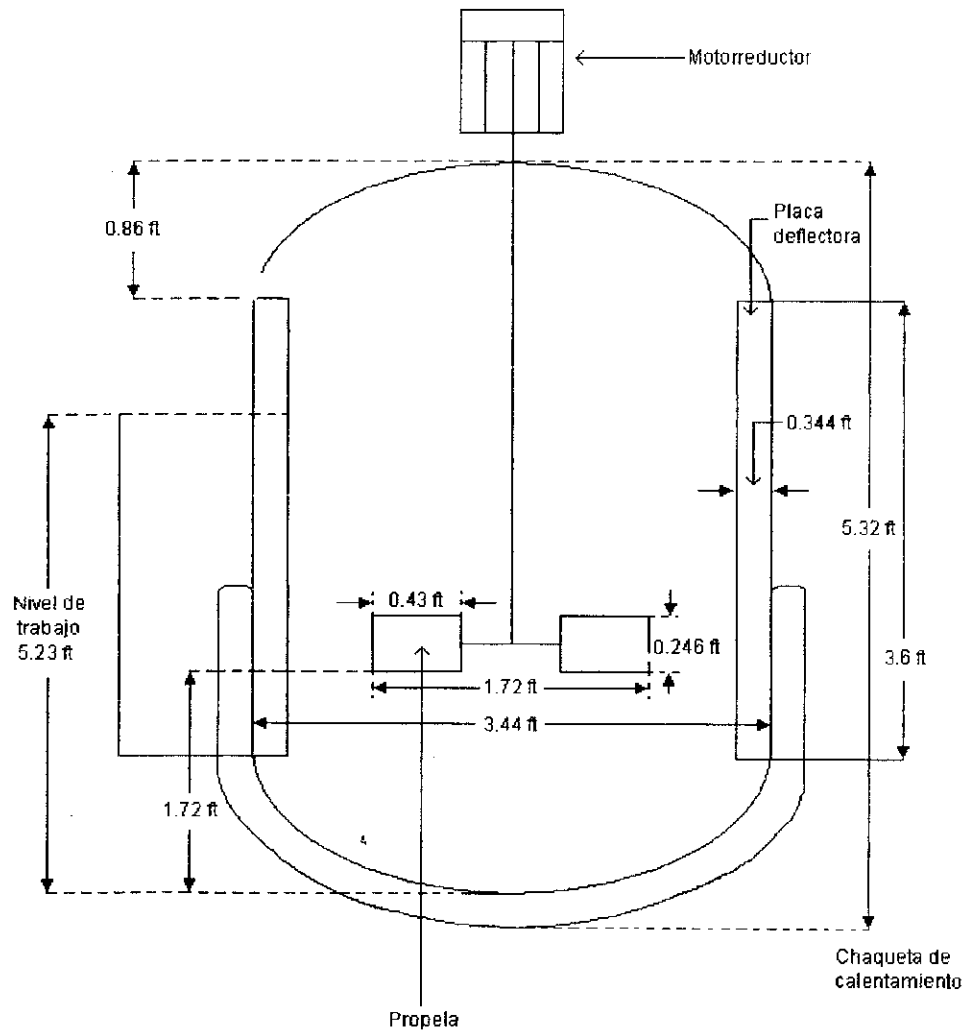 Motorreductor
0.86 ft
Placa
deflectora
0.344 ft
5.32 ft
Nivel de
trabajo
5.23 ft
0.43 ft
0.246 ft
3.6 ft
1.72 ft
3.44 ft
1.72 ft
Chaqueta de
calentamiento
Propela